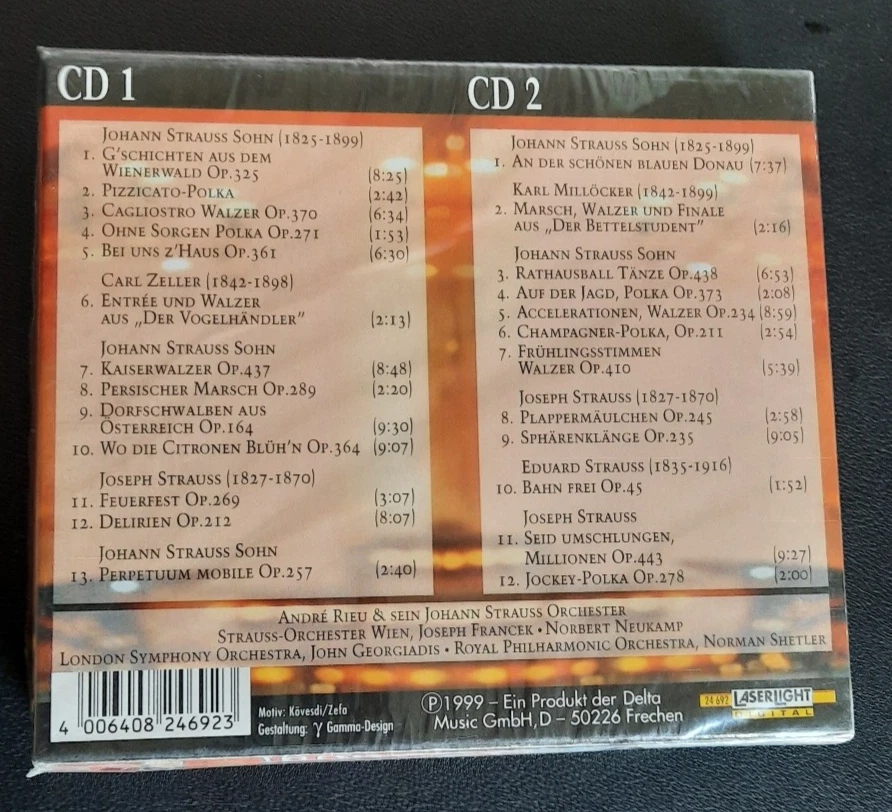 CD 1
JOHANN STRAUSS SOHN (1825-1899)
1. G'SCHICHTEN AUS DEM
WIENERWALD OP.325 (8:25)
2. PIZZICATO-POLKA (2:42)
3. CAGLIOSTRO WALZER OP.370 (6:34)
4. OHNE SORGEN POLKA OP.271 (1:53)
5. BEI UNS Z'HAUS OP.361 (6:30)
CARL ZELLER (1842-1898)
6. ENTRÉE UND WALZER
AUS „DER VOGELHÄNDLER" (2:13)
JOHANN STRAUSS SOHN
7. KAISERWALZER OP.437 (8:48)
8. PERSISCHER MARSCH OP.289 (2:20)
9. DORFSCHWALBEN AUS
ÖSTERREICH OP.164 (9:30)
10. WO DIE CITRONEN BLÜH'N OP.364 (9:07)
JOSEPH STRAUSS (1827-1870)
11. FEUERFEST OP.269 (3:07)
12. DELIRIEN OP.212 (8:07)
JOHANN STRAUSS SOHN
13. PERPETUUM MOBILE OP.257 (2:40)
CD 2
JOHANN STRAUSS SOHN (1825-1899)
1. AN DER SCHÖNEN BLAUEN DONAU (7:37)
KARL MILLÖCKER (1842-1899)
2. MARSCH, WALZER UND FINALE
AUS „DER BETTELSTUDENT" (2:16)
JOHANN STRAUSS SOHN
3. RATHAUSBALL TÄNZE OP.438 (6:53)
4. AUF DER JAGD, POLKA OP.373 (2:08)
5. ACCELERATIONEN, WALZER OP.234 (8:59)
6. CHAMPAGNER-POLKA, OP.211 (2:54)
7. FRÜHLINGSSTIMMEN
WALZER OP.410 (5:39)
JOSEPH STRAUSS (1827-1870)
8. PLAPPERMÄULCHEN OP.245 (2:58)
9. SPHÄRENKLÄNGE OP.235 (9:05)
EDUARD STRAUSS (1835-1916)
10. BAHN FREI OP.45 (1:52)
JOSEPH STRAUSS
11. SEID UMSCHLUNGEN,
MILLIONEN OP.443 (9:27)
12. JOCKEY-POLKA OP.278 (2:00)
ANDRÉ RIEU & SEIN JOHANN STRAUSS ORCHESTER
STRAUSS-ORCHESTER WIEN, JOSEPH FRANCEK • NORBERT NEUKAMP
LONDON SYMPHONY ORCHESTRA, JOHN GEORGIADIS • ROYAL PHILHARMONIC ORCHESTRA, NORMAN SHETLER
4 006408 246923
Motiv: Kövesdi/Zefa
Gestaltung: γ Gamma-Design
Ⓟ1999 – Ein Produkt der Delta
Music GmbH, D – 50226 Frechen
24 692 LASERLIGHT
DIGITAL